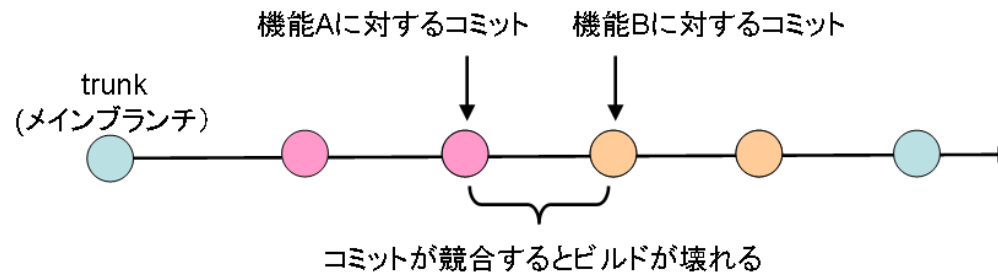 機能Aに対するコミット
機能Bに対するコミット
trunk
(メインブランチ)
コミットが競合するとビルドが壊れる